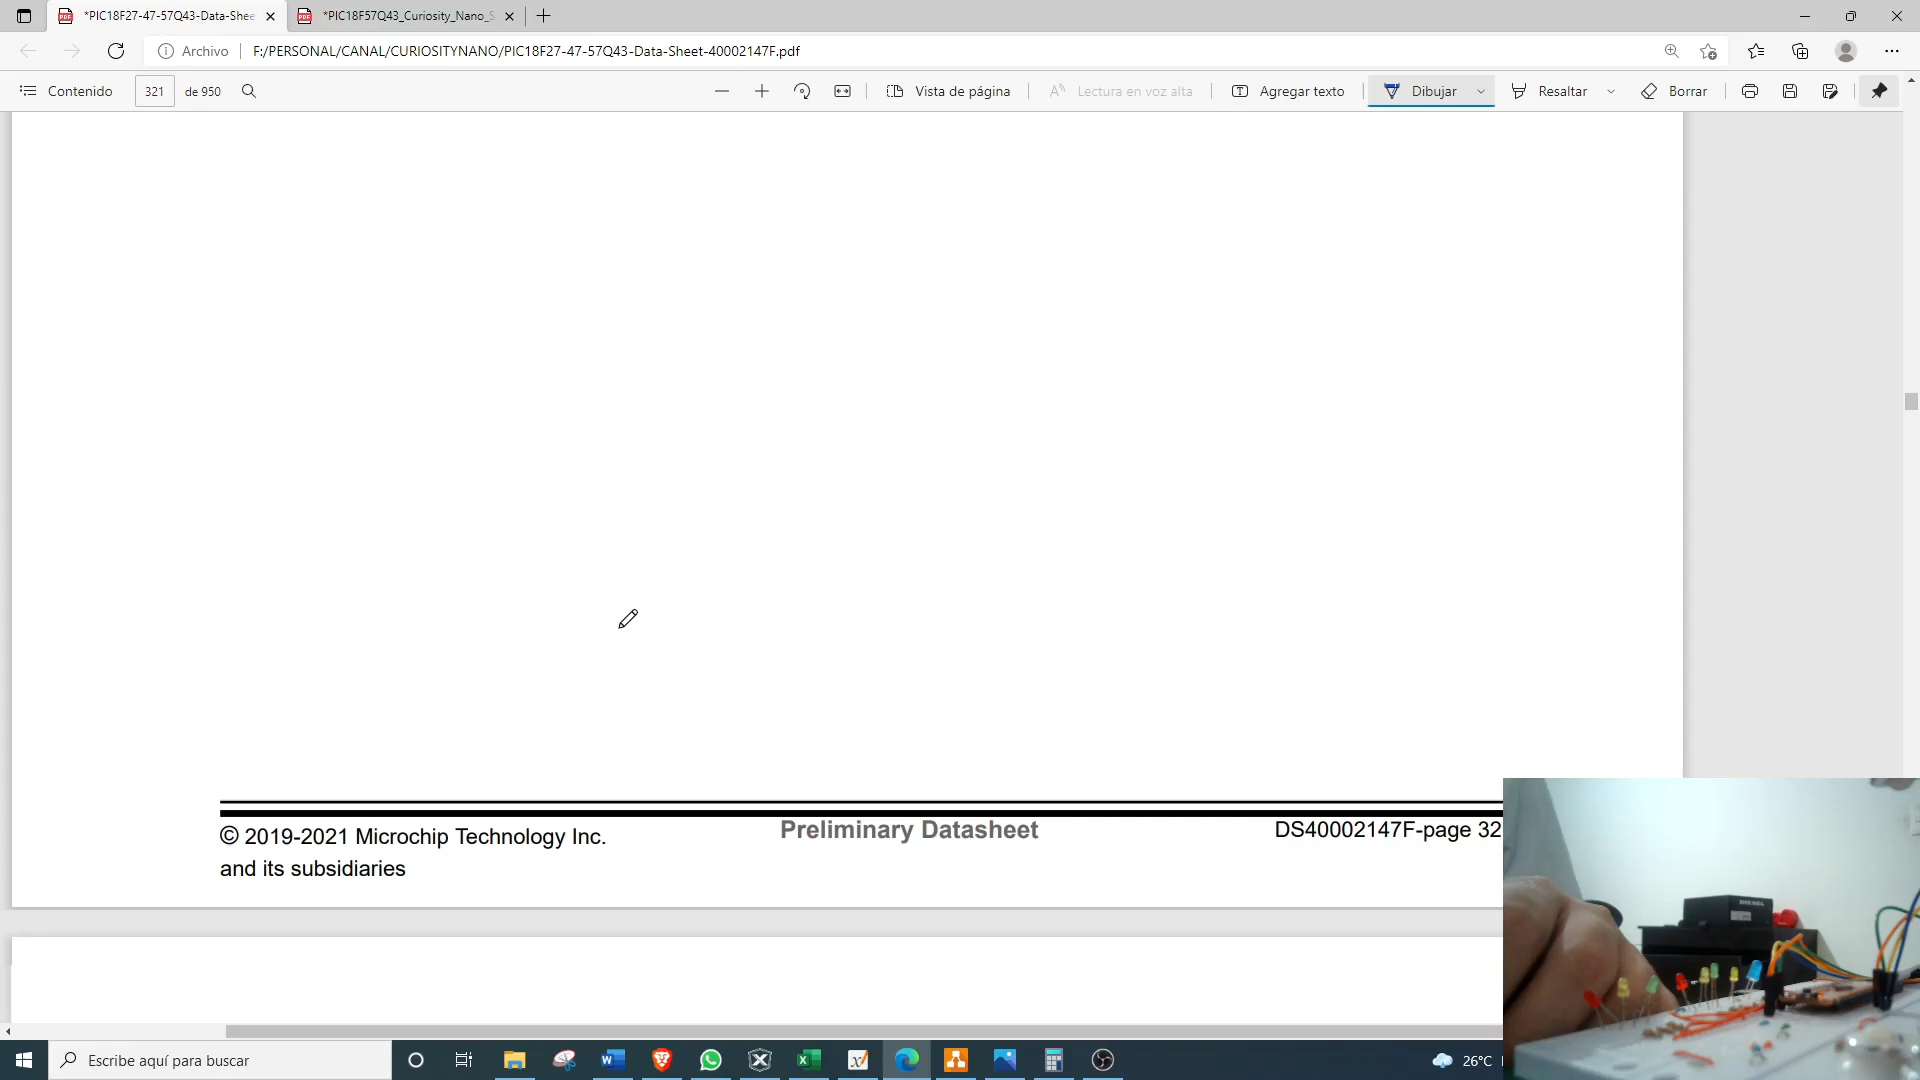 *PIC18F27-47-57Q43-Data-Shee
*PIC18F57Q43_Curiosity_Nano_S
Archivo
F:/PERSONAL/CANAL/CURIOSITYNANO/PIC18F27-47-57Q43-Data-Sheet-40002147F.pdf
Contenido
321
de 950
Vista de página
Lectura en voz alta
Agregar texto
Dibujar
Resaltar
Borrar
© 2019-2021 Microchip Technology Inc.
and its subsidiaries
Preliminary Datasheet
DS40002147F-page 32
DIESEL
Escribe aquí para buscar
26°C